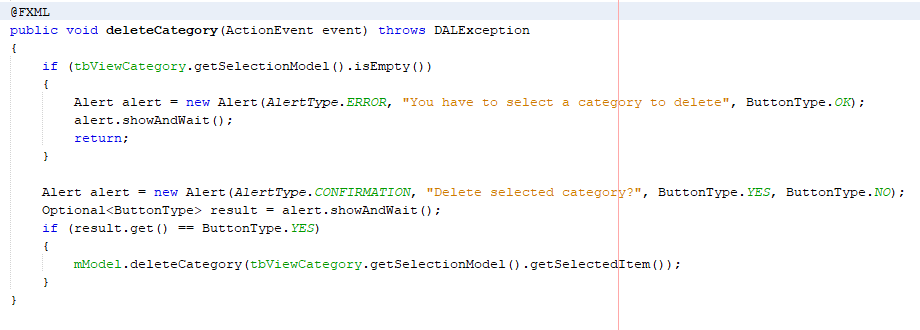 @FXML
public void deleteCategory(ActionEvent event) throws DALException
{
    if (tbViewCategory.getSelectionModel().isEmpty())
    {
        Alert alert = new Alert(AlertType.ERROR, "You have to select a category to delete", ButtonType.OK);
        alert.showAndWait();
        return;
    }
    Alert alert = new Alert(AlertType.CONFIRMATION, "Delete selected category?", ButtonType.YES, ButtonType.NO);
    Optional<ButtonType> result = alert.showAndWait();
    if (result.get() == ButtonType.YES)
    {
        mModel.deleteCategory(tbViewCategory.getSelectionModel().getSelectedItem());
    }
}